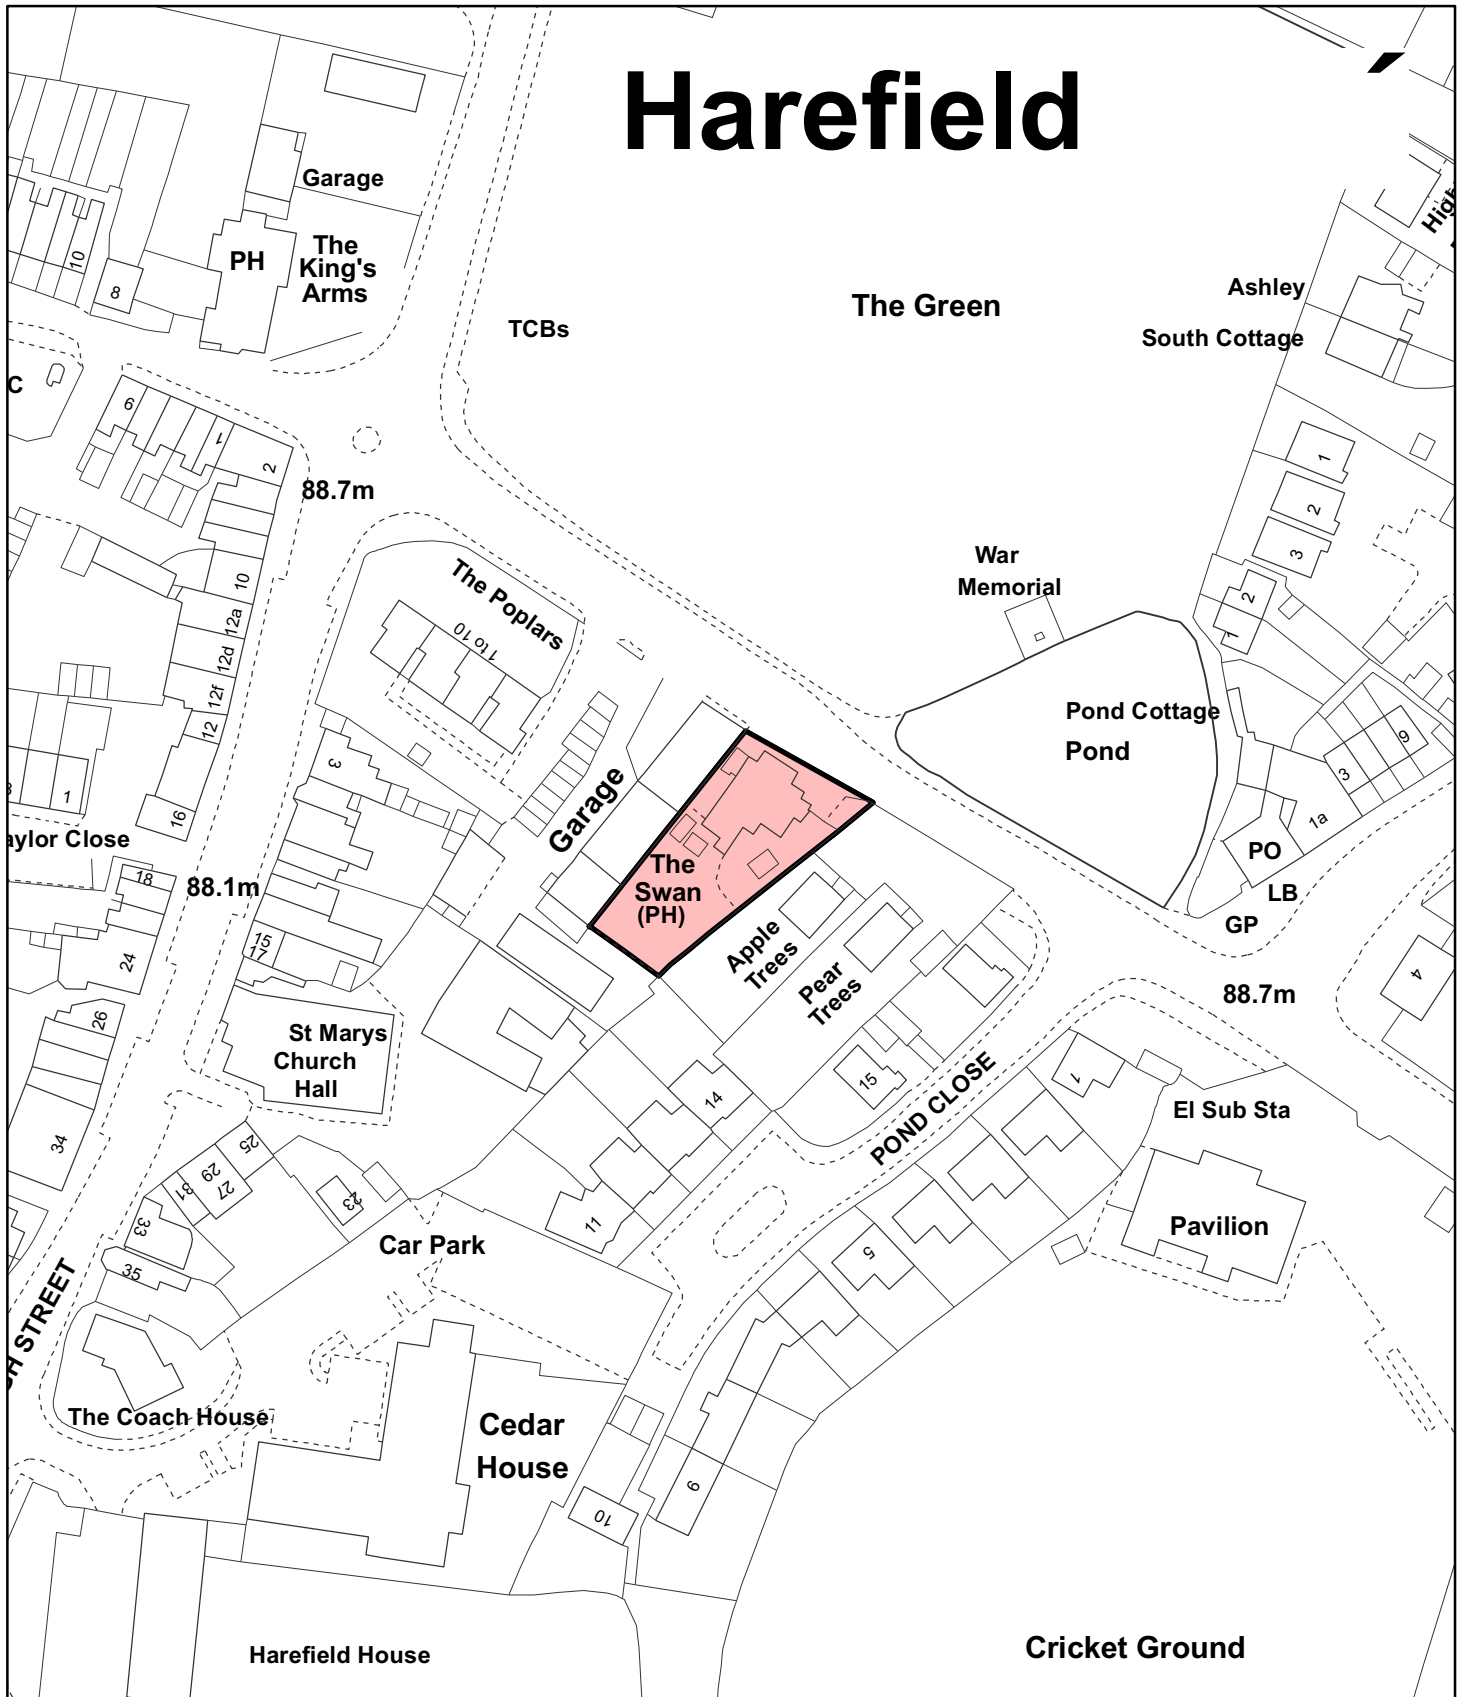 Harefield
Garage
PH
The
King's
Arms
10
8
TCBs
The Green
Ashley
South Cottage
C
6
1
2
88.7m
10
12a
12d
12f
12
16
The Poplars
1 to 10
War
Memorial
1
2
3
2
1
Pond Cottage
Pond
9
3
1a
PO
LB
GP
3
1
aylor Close
18
88.1m
24
26
34
15
17
Garage
The
Swan
(PH)
Apple
Trees
Pear
Trees
St Marys
Church
Hall
14
15
11
POND CLOSE
88.7m
4
1
El Sub Sta
Pavilion
5
25
29
27
31
33
35
23
Car Park
STREET
The Coach House
Cedar
House
10
9
Harefield House
Cricket Ground